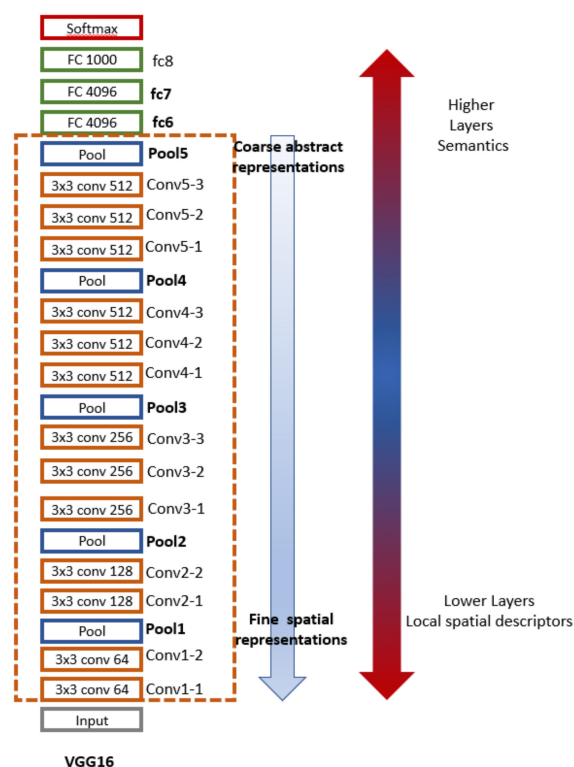 Softmax
FC 1000 fc8
FC 4096 fc7
FC 4096 fc6
Pool Pool5
3x3 conv 512 Conv5-3
3x3 conv 512 Conv5-2
3x3 conv 512 Conv5-1
Pool Pool4
3x3 conv 512 Conv4-3
3x3 conv 512 Conv4-2
3x3 conv 512 Conv4-1
Pool Pool3
3x3 conv 256 Conv3-3
3x3 conv 256 Conv3-2
3x3 conv 256 Conv3-1
Pool Pool2
3x3 conv 128 Conv2-2
3x3 conv 128 Conv2-1
Pool Pool1
3x3 conv 64 Conv1-2
3x3 conv 64 Conv1-1
Input
VGG16
Coarse abstract
representations
Fine spatial
representations
Higher
Layers
Semantics
Lower Layers
Local spatial descriptors